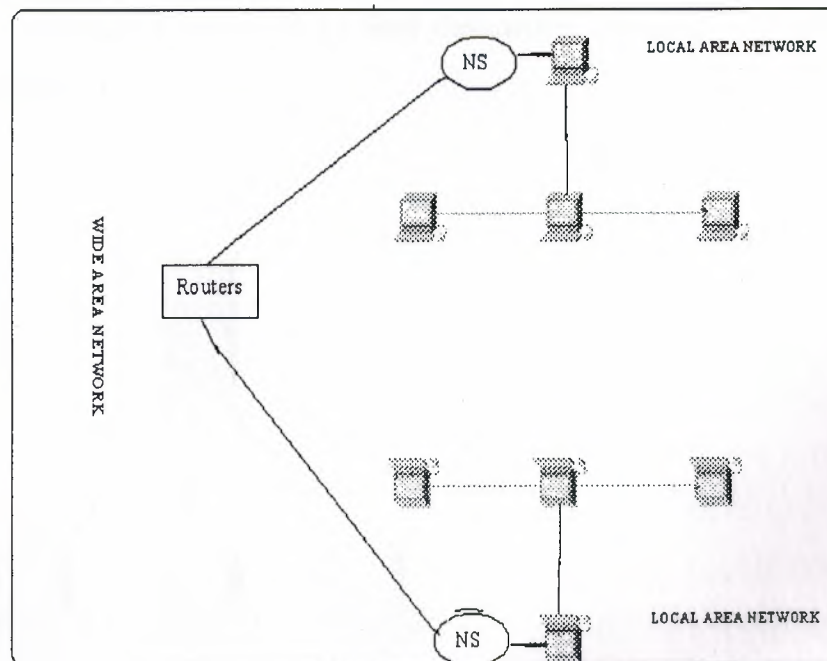 NS
LOCAL AREA NETWORK
WIDE AREA NETWORK
Routers
NS
LOCAL AREA NETWORK